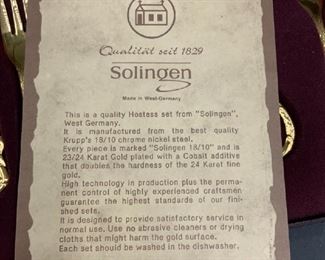 Qualität seit 1829
Solingen
Made in West-Germany
This is a quality Hostess set from "Solingen",
West Germany.
It is manufactured from the best quality
Krupp's 18/10 chrome nickel steel.
Every piece is marked "Solingen 18/10" and is
23/24 Karat Gold plated with a Cobalt additive
that doubles the hardness of the 24 Karat fine
gold.
High technology in production plus the perma-
nent control of highly experienced craftsmen
guarantee the highest standards of our fini-
shed sets.
It is designed to provide satisfactory service in
normal use. Use no abrasive cleaners or drying
cloths that might harm the gold surface.
Each set should be washed in the dishwasher.